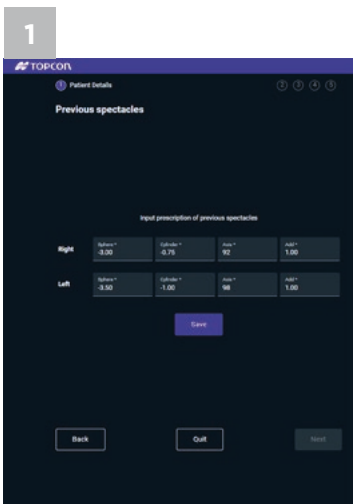 1
TOPCON
1 Patient Details 2 3 4 5
Previous spectacles
Input prescription of previous spectacles
Right
Sphere *
-3.00
Cylinder *
-0.75
Axis *
92
Add *
1.00
Left
Sphere *
-3.50
Cylinder *
-1.00
Axis *
98
Add *
1.00
Save
Back
Quit
Next